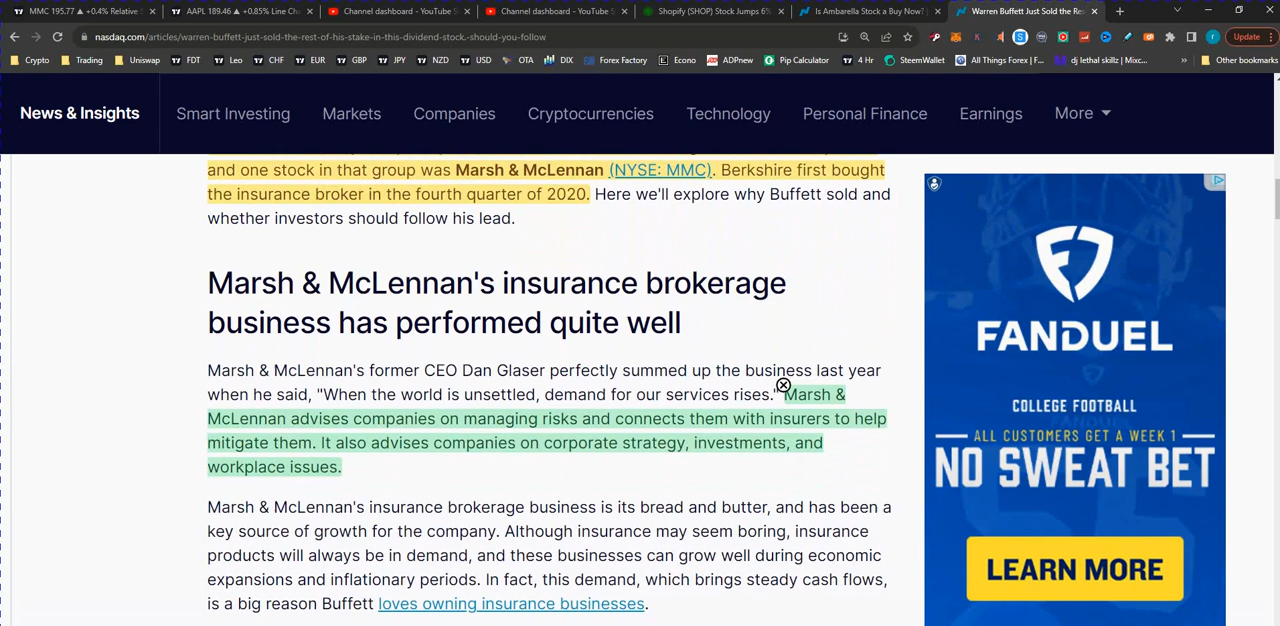 MMC 195.77 ▲ +0.4% Relative S
AAPL 189.46 ▲ +0.85% Line Cha
Channel dashboard - YouTube S
Channel dashboard - YouTube S
Shopify (SHOP) Stock Jumps 6%
Is Ambarella Stock a Buy Now? |
Warren Buffett Just Sold the Res
nasdaq.com/articles/warren-buffett-just-sold-the-rest-of-his-stake-in-this-dividend-stock.-should-you-follow
Update
Crypto
Trading
Uniswap
FDT
Leo
CHF
EUR
GBP
JPY
NZD
USD
OTA
DIX
Forex Factory
Econo
ADPnew
Pip Calculator
4 Hr
SteemWallet
All Things Forex | F...
dj lethal skillz | Mixc...
Other bookmarks
News & Insights
Smart Investing
Markets
Companies
Cryptocurrencies
Technology
Personal Finance
Earnings
More
and one stock in that group was Marsh & McLennan (NYSE: MMC). Berkshire first bought
the insurance broker in the fourth quarter of 2020. Here we'll explore why Buffett sold and
whether investors should follow his lead.
Marsh & McLennan's insurance brokerage
business has performed quite well
Marsh & McLennan's former CEO Dan Glaser perfectly summed up the business last year
when he said, "When the world is unsettled, demand for our services rises." Marsh &
McLennan advises companies on managing risks and connects them with insurers to help
mitigate them. It also advises companies on corporate strategy, investments, and
workplace issues.
Marsh & McLennan's insurance brokerage business is its bread and butter, and has been a
key source of growth for the company. Although insurance may seem boring, insurance
products will always be in demand, and these businesses can grow well during economic
expansions and inflationary periods. In fact, this demand, which brings steady cash flows,
is a big reason Buffett loves owning insurance businesses.
FANDUEL
COLLEGE FOOTBALL
ALL CUSTOMERS GET A WEEK 1
NO SWEAT BET
LEARN MORE